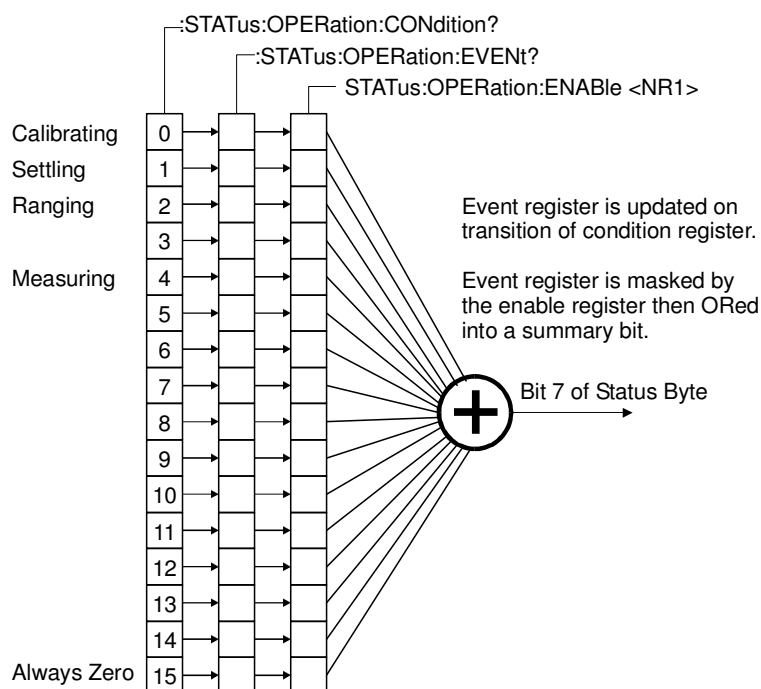 :STATus:OPERation:CONdition?
:STATus:OPERation:EVENt?
STATus:OPERation:ENABle <NR1>
Calibrating 0
Settling 1
Ranging 2
3
Measuring 4
5
6
7
8
9
10
11
12
13
14
Always Zero 15
Event register is updated on
transition of condition register.
Event register is masked by
the enable register then ORed
into a summary bit.
+
Bit 7 of Status Byte